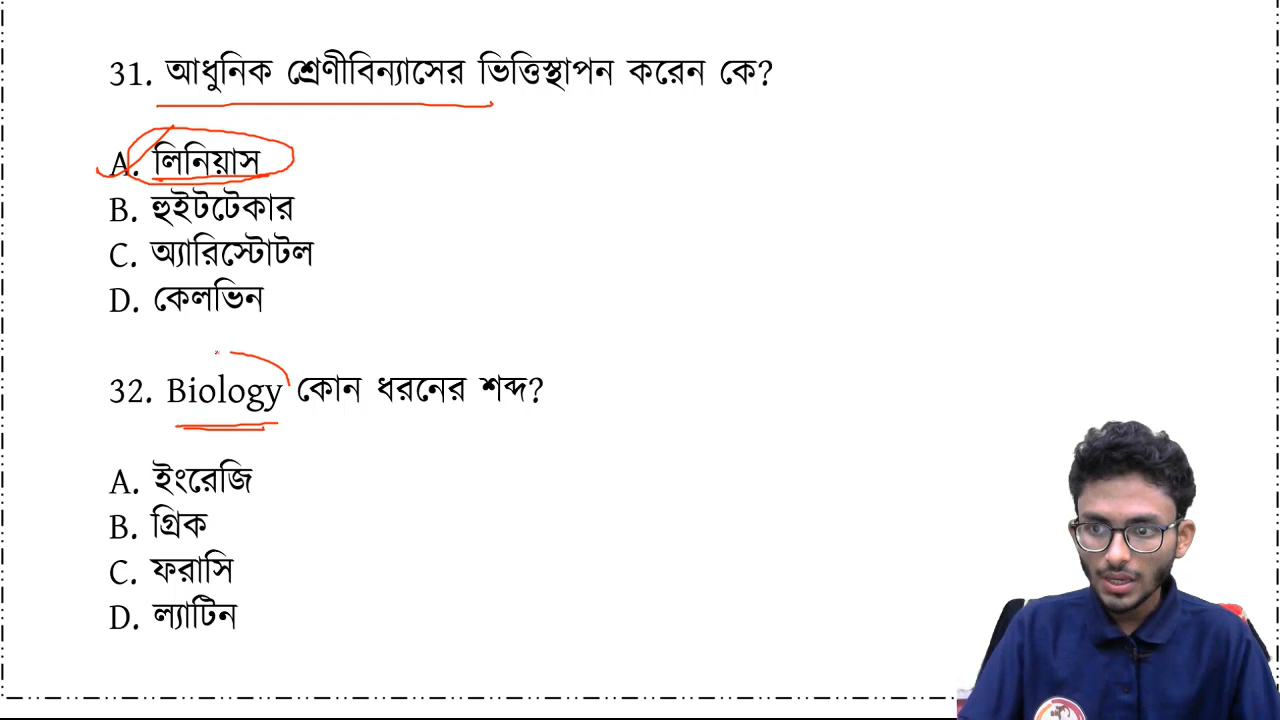 31. আধুনিক শ্রেণীবিন্যাসের ভিত্তিস্থাপন করেন কে?
A. লিনিয়াস
B. হুইটটেকার
C. অ্যারিস্টোটল
D. কেলভিন
32. Biology কোন ধরনের শব্দ?
A. ইংরেজি
B. গ্রিক
C. ফরাসি
D. ল্যাটিন